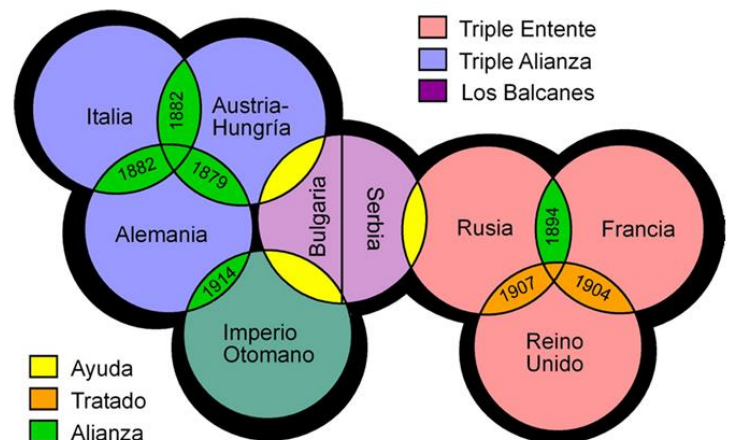 Triple Entente
Triple Alianza
Los Balcanes
Italia
1882
Austria-
Hungría
1882
1879
Alemania
1914
Bulgaria
Serbia
Imperio
Otomano
Rusia
1894
Francia
1907
1904
Reino
Unido
Ayuda
Tratado
Alianza